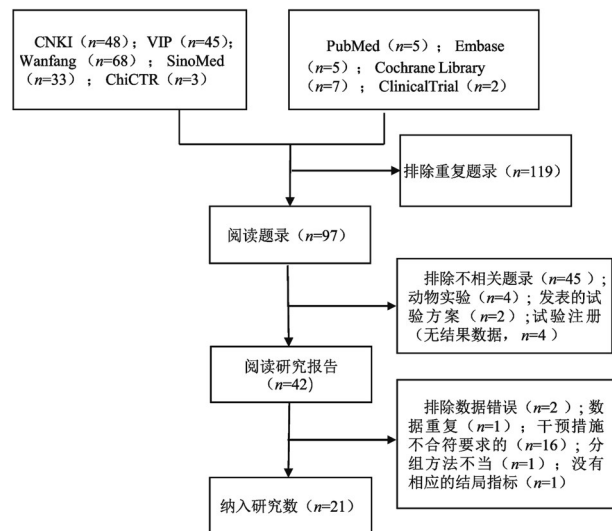 CNKI（n=48）；VIP（n=45）；
Wanfang（n=68）；SinoMed
（n=33）；ChiCTR（n=3）
PubMed（n=5）；Embase
（n=5）；Cochrane Library
（n=7）；ClinicalTrial（n=2）
排除重复题录（n=119）
阅读题录（n=97）
排除不相关题录（n=45）；
动物实验（n=4）；发表的试
验方案（n=2）；试验注册
（无结果数据，n=4）
阅读研究报告
（n=42）
排除数据错误（n=2）；数
据重复（n=1）；干预措施
不合符要求的（n=16）；分
组方法不当（n=1）；没有
相应的结局指标（n=1）
纳入研究数（n=21）